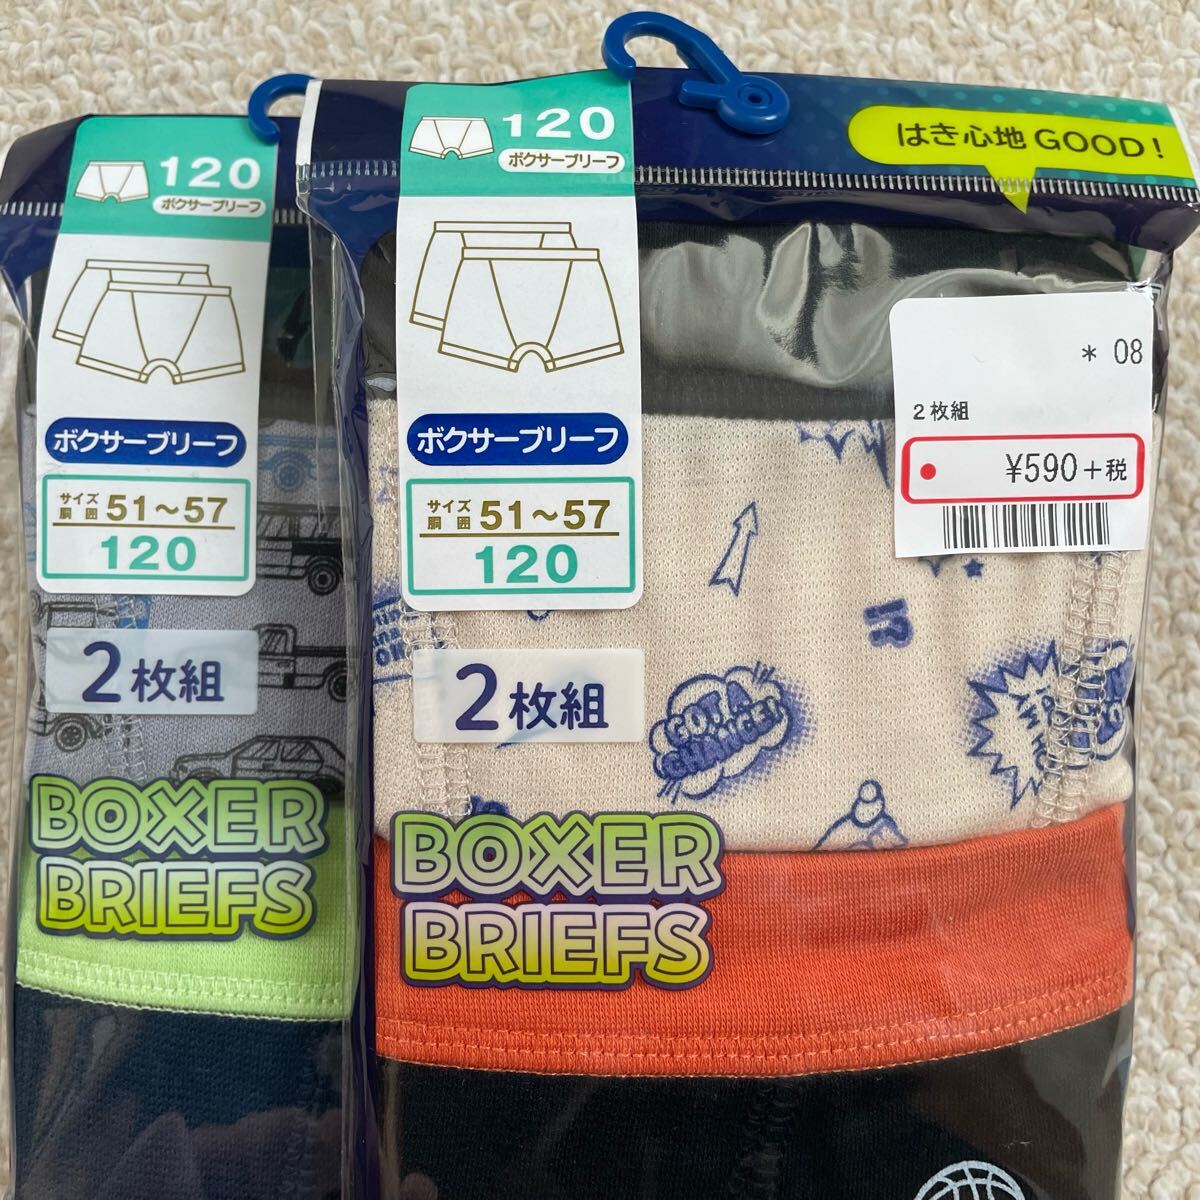 120
ボクサーブリーフ
ボクサーブリーフ
サイズ
胴囲 51～57
120
2枚組
BOXER
BRIEFS
120
ボクサーブリーフ
ボクサーブリーフ
サイズ
胴囲 51～57
120
2枚組
BOXER
BRIEFS
はき心地 GOOD!
* 08
2枚組
¥590+税
GOT A
CHANCE!
!?